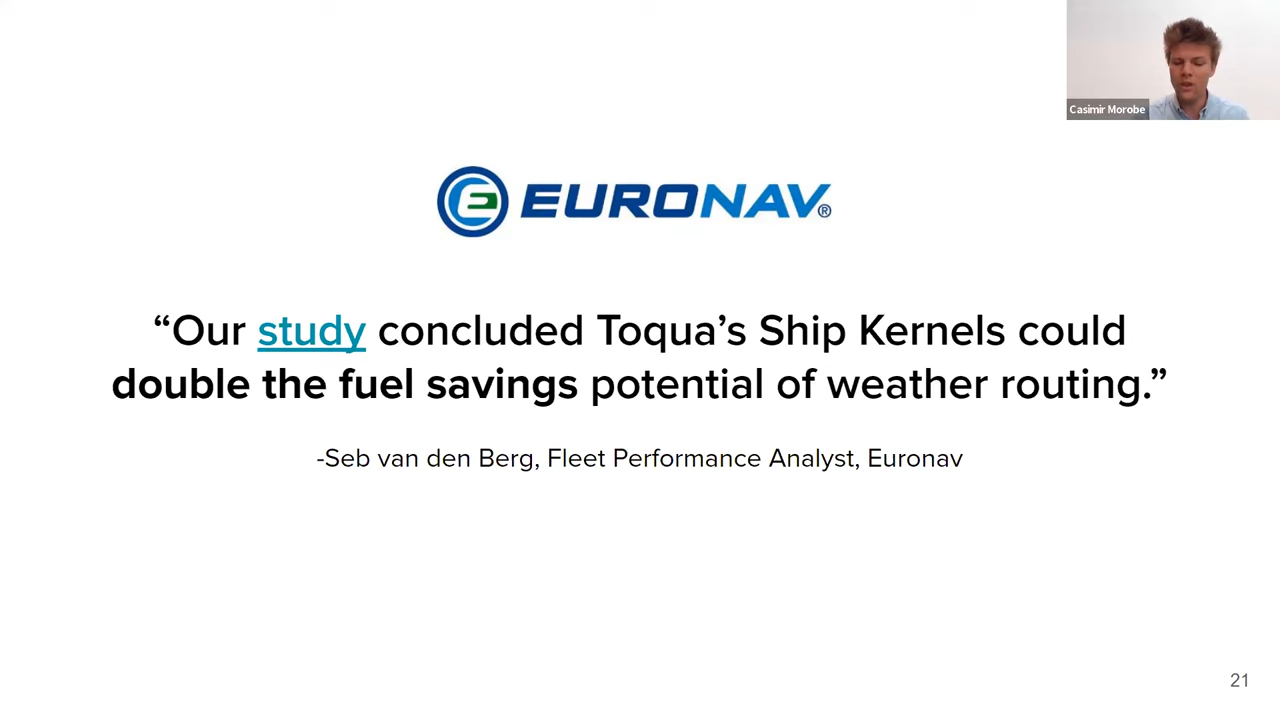 Casimir Morobe
EURONAV®
“Our study concluded Toqua’s Ship Kernels could
double the fuel savings potential of weather routing.”
-Seb van den Berg, Fleet Performance Analyst, Euronav
21